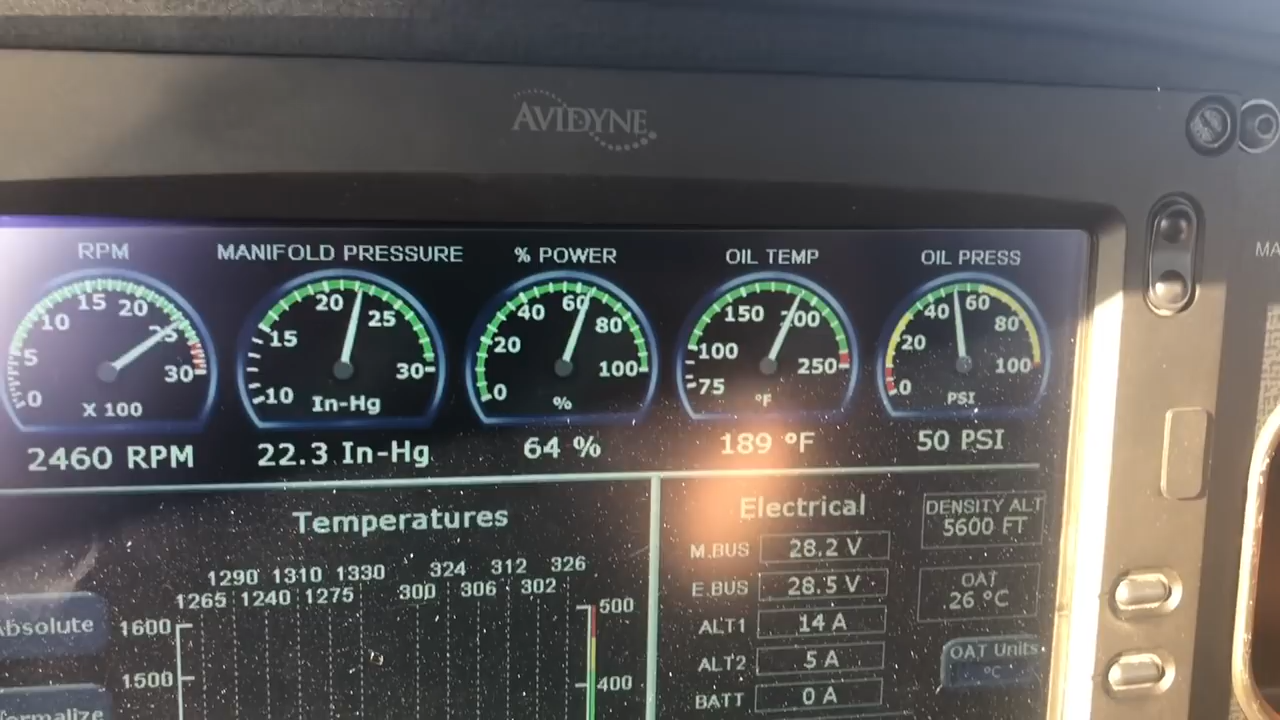 AVIDYNE
RPM
MANIFOLD PRESSURE
% POWER
OIL TEMP
OIL PRESS
0 5 10 15 20 25 30
X 100
10 15 20 25 30
In-Hg
0 20 40 60 80 100
%
75 100 150 200 250
°F
0 20 40 60 80 100
PSI
2460 RPM
22.3 In-Hg
64 %
189 °F
50 PSI
Temperatures
1290 1310 1330 324 312 326
1265 1240 1275 300 306 302
Absolute
1600
1500
500
400
Electrical
M.BUS 28.2 V
E.BUS 28.5 V
ALT1 14 A
ALT2 5 A
BATT 0 A
DENSITY ALT
5600 FT
OAT
26 °C
OAT Units
°C